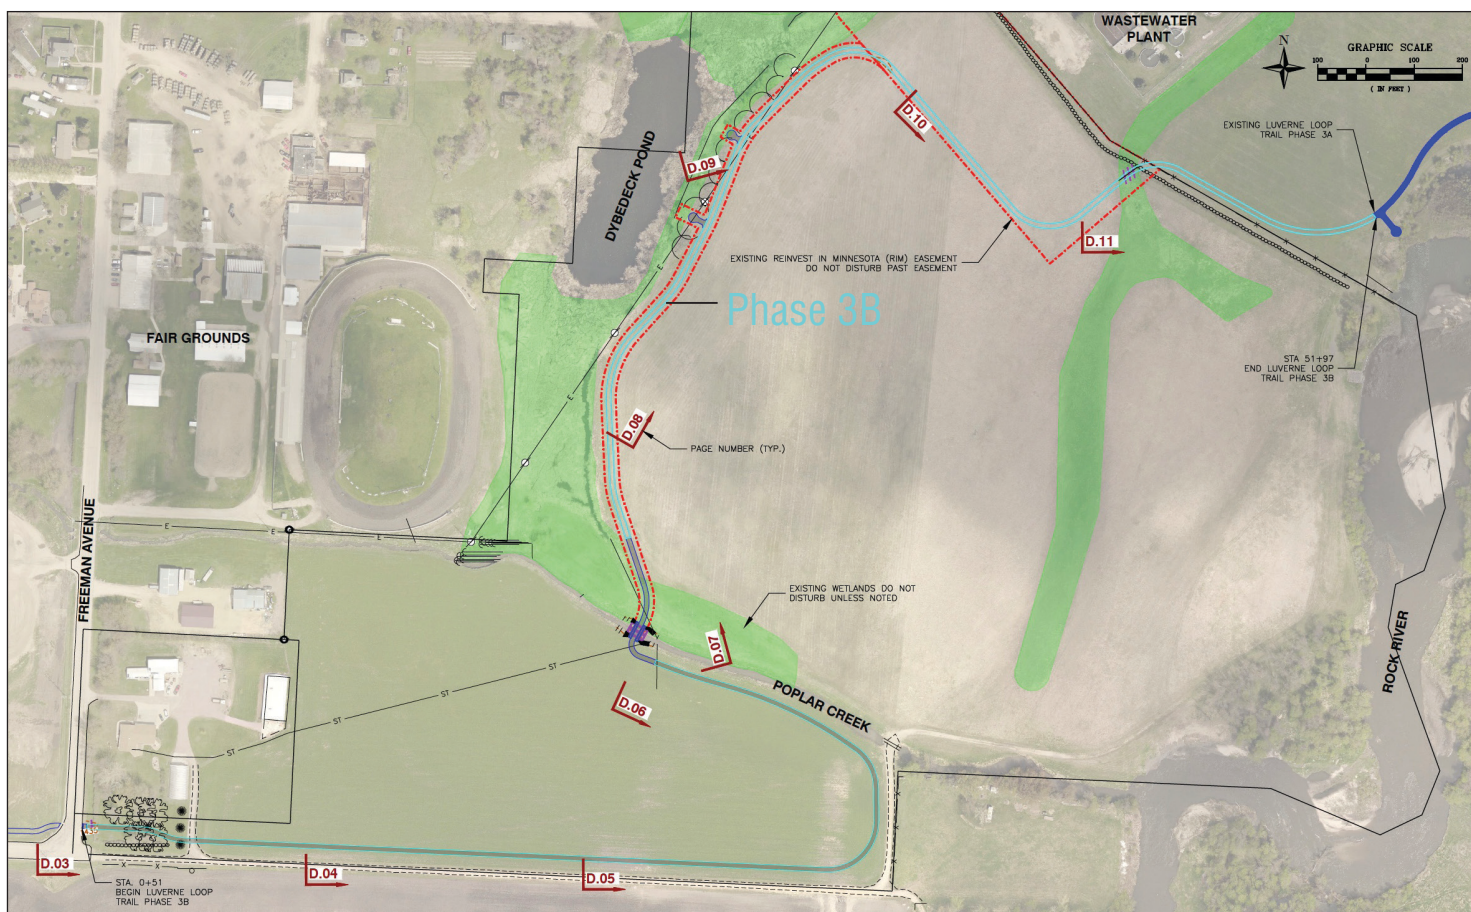 WASTEWATER
PLANT
N
GRAPHIC SCALE
100 0 100 200
( IN FEET )
EXISTING LUVERNE LOOP
TRAIL PHASE 3A
D.10
DYBEDECK POND
D.09
D.11
EXISTING REINVEST IN MINNESOTA (RIM) EASEMENT
DO NOT DISTURB PAST EASEMENT
Phase 3B
E
E
FAIR GROUNDS
STA 51+97
END LUVERNE LOOP
TRAIL PHASE 3B
E
D.08
PAGE NUMBER (TYP.)
FREEMAN AVENUE
E
E
E
EXISTING WETLANDS DO NOT
DISTURB UNLESS NOTED
ROCK RIVER
D.07
ST
ST
ST
ST
D.06
POPLAR CREEK
D.03
D.04
D.05
STA. 0+51
BEGIN LUVERNE LOOP
TRAIL PHASE 3B